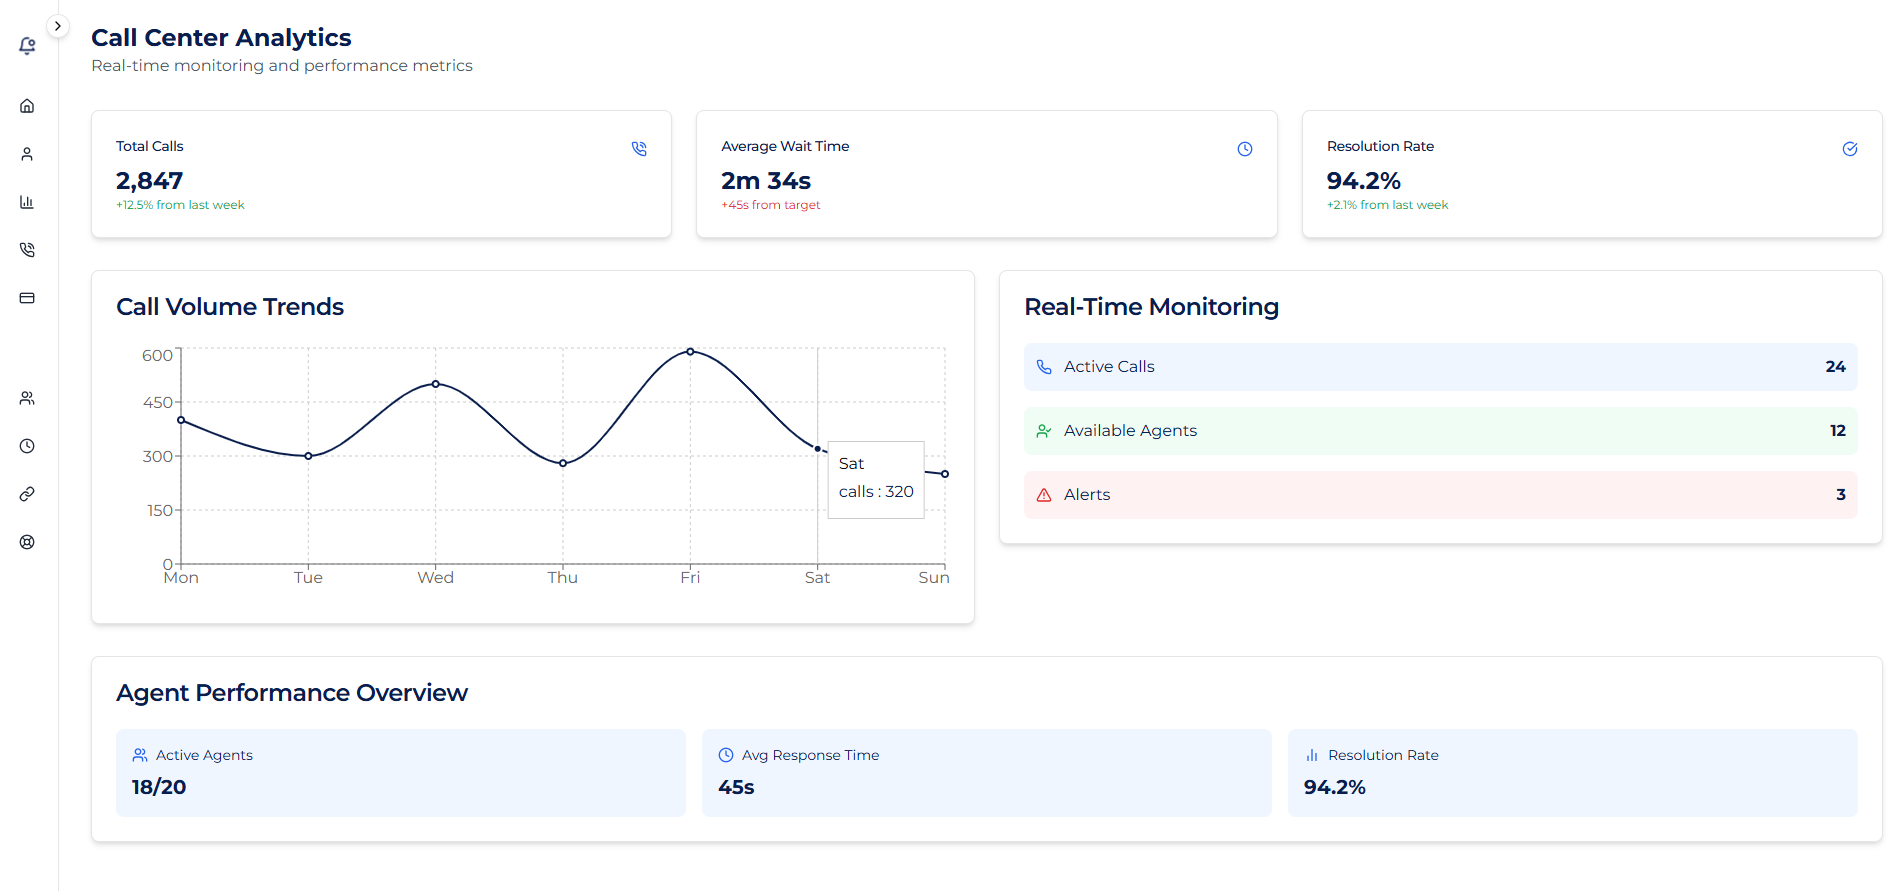 Call Center Analytics
Real-time monitoring and performance metrics
Total Calls
2,847
+12.5% from last week
Average Wait Time
2m 34s
+45s from target
Resolution Rate
94.2%
+2.1% from last week
Call Volume Trends
600
450
300
150
0
Mon Tue Wed Thu Fri Sat Sun
Sat
calls : 320
Real-Time Monitoring
Active Calls 24
Available Agents 12
Alerts 3
Agent Performance Overview
Active Agents
18/20
Avg Response Time
45s
Resolution Rate
94.2%